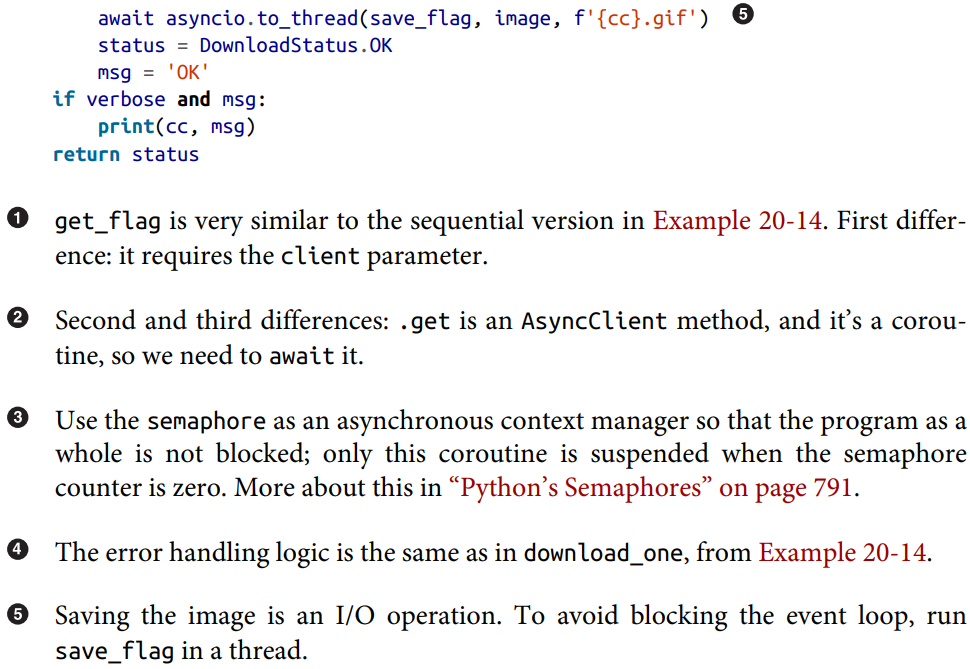 await asyncio.to_thread(save_flag, image, f'{cc}.gif') ❺
status = DownloadStatus.OK
msg = 'OK'
if verbose and msg:
print(cc, msg)
return status
❶ get_flag is very similar to the sequential version in Example 20-14. First differ-
ence: it requires the client parameter.
❷ Second and third differences: .get is an AsyncClient method, and it’s a corou-
tine, so we need to await it.
❸ Use the semaphore as an asynchronous context manager so that the program as a
whole is not blocked; only this coroutine is suspended when the semaphore
counter is zero. More about this in “Python’s Semaphores” on page 791.
❹ The error handling logic is the same as in download_one, from Example 20-14.
❺ Saving the image is an I/O operation. To avoid blocking the event loop, run
save_flag in a thread.